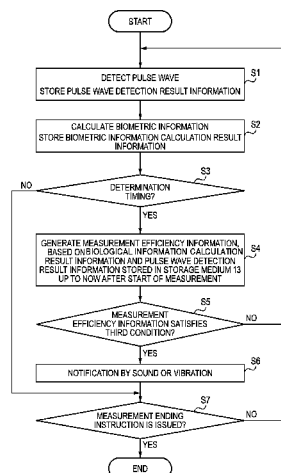 START
DETECT PULSE WAVE
STORE PULSE WAVE DETECTION RESULT INFORMATION
S1
CALCULATE BIOMETRIC INFORMATION
STORE BIOMETRIC INFORMATION CALCULATION RESULT
INFORMATION
S2
S3
NO
DETERMINATION
TIMING?
YES
GENERATE MEASUREMENT EFFICIENCY INFORMATION,
BASED ON BIOLOGICAL INFORMATION CALCULATION
RESULT INFORMATION AND PULSE WAVE DETECTION
RESULT INFORMATION STORED IN STORAGE MEDIUM 13
UP TO NOW AFTER START OF MEASUREMENT
S4
S5
MEASUREMENT
EFFICIENCY INFORMATION SATISFIES
THIRD CONDITION?
NO
YES
S6
NOTIFICATION BY SOUND OR VIBRATION
S7
MEASUREMENT ENDING
INSTRUCTION IS ISSUED?
NO
YES
END